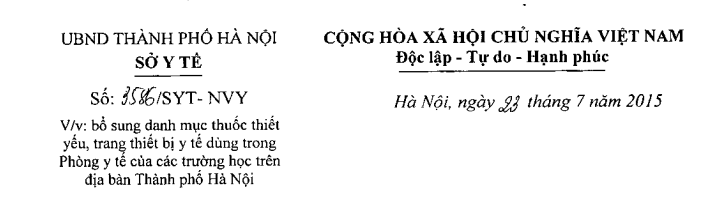 UBND THÀNH PHỐ HÀ NỘI
SỞ Y TẾ
Số: 3586/SYT- NVY
V/v: bổ sung danh mục thuốc thiết
yếu, trang thiết bị y tế dùng trong
Phòng y tế của các trường học trên
địa bàn Thành phố Hà Nội
CỘNG HÒA XÃ HỘI CHỦ NGHĨA VIỆT NAM
Độc lập - Tự do - Hạnh phúc
Hà Nội, ngày 23 tháng 7 năm 2015